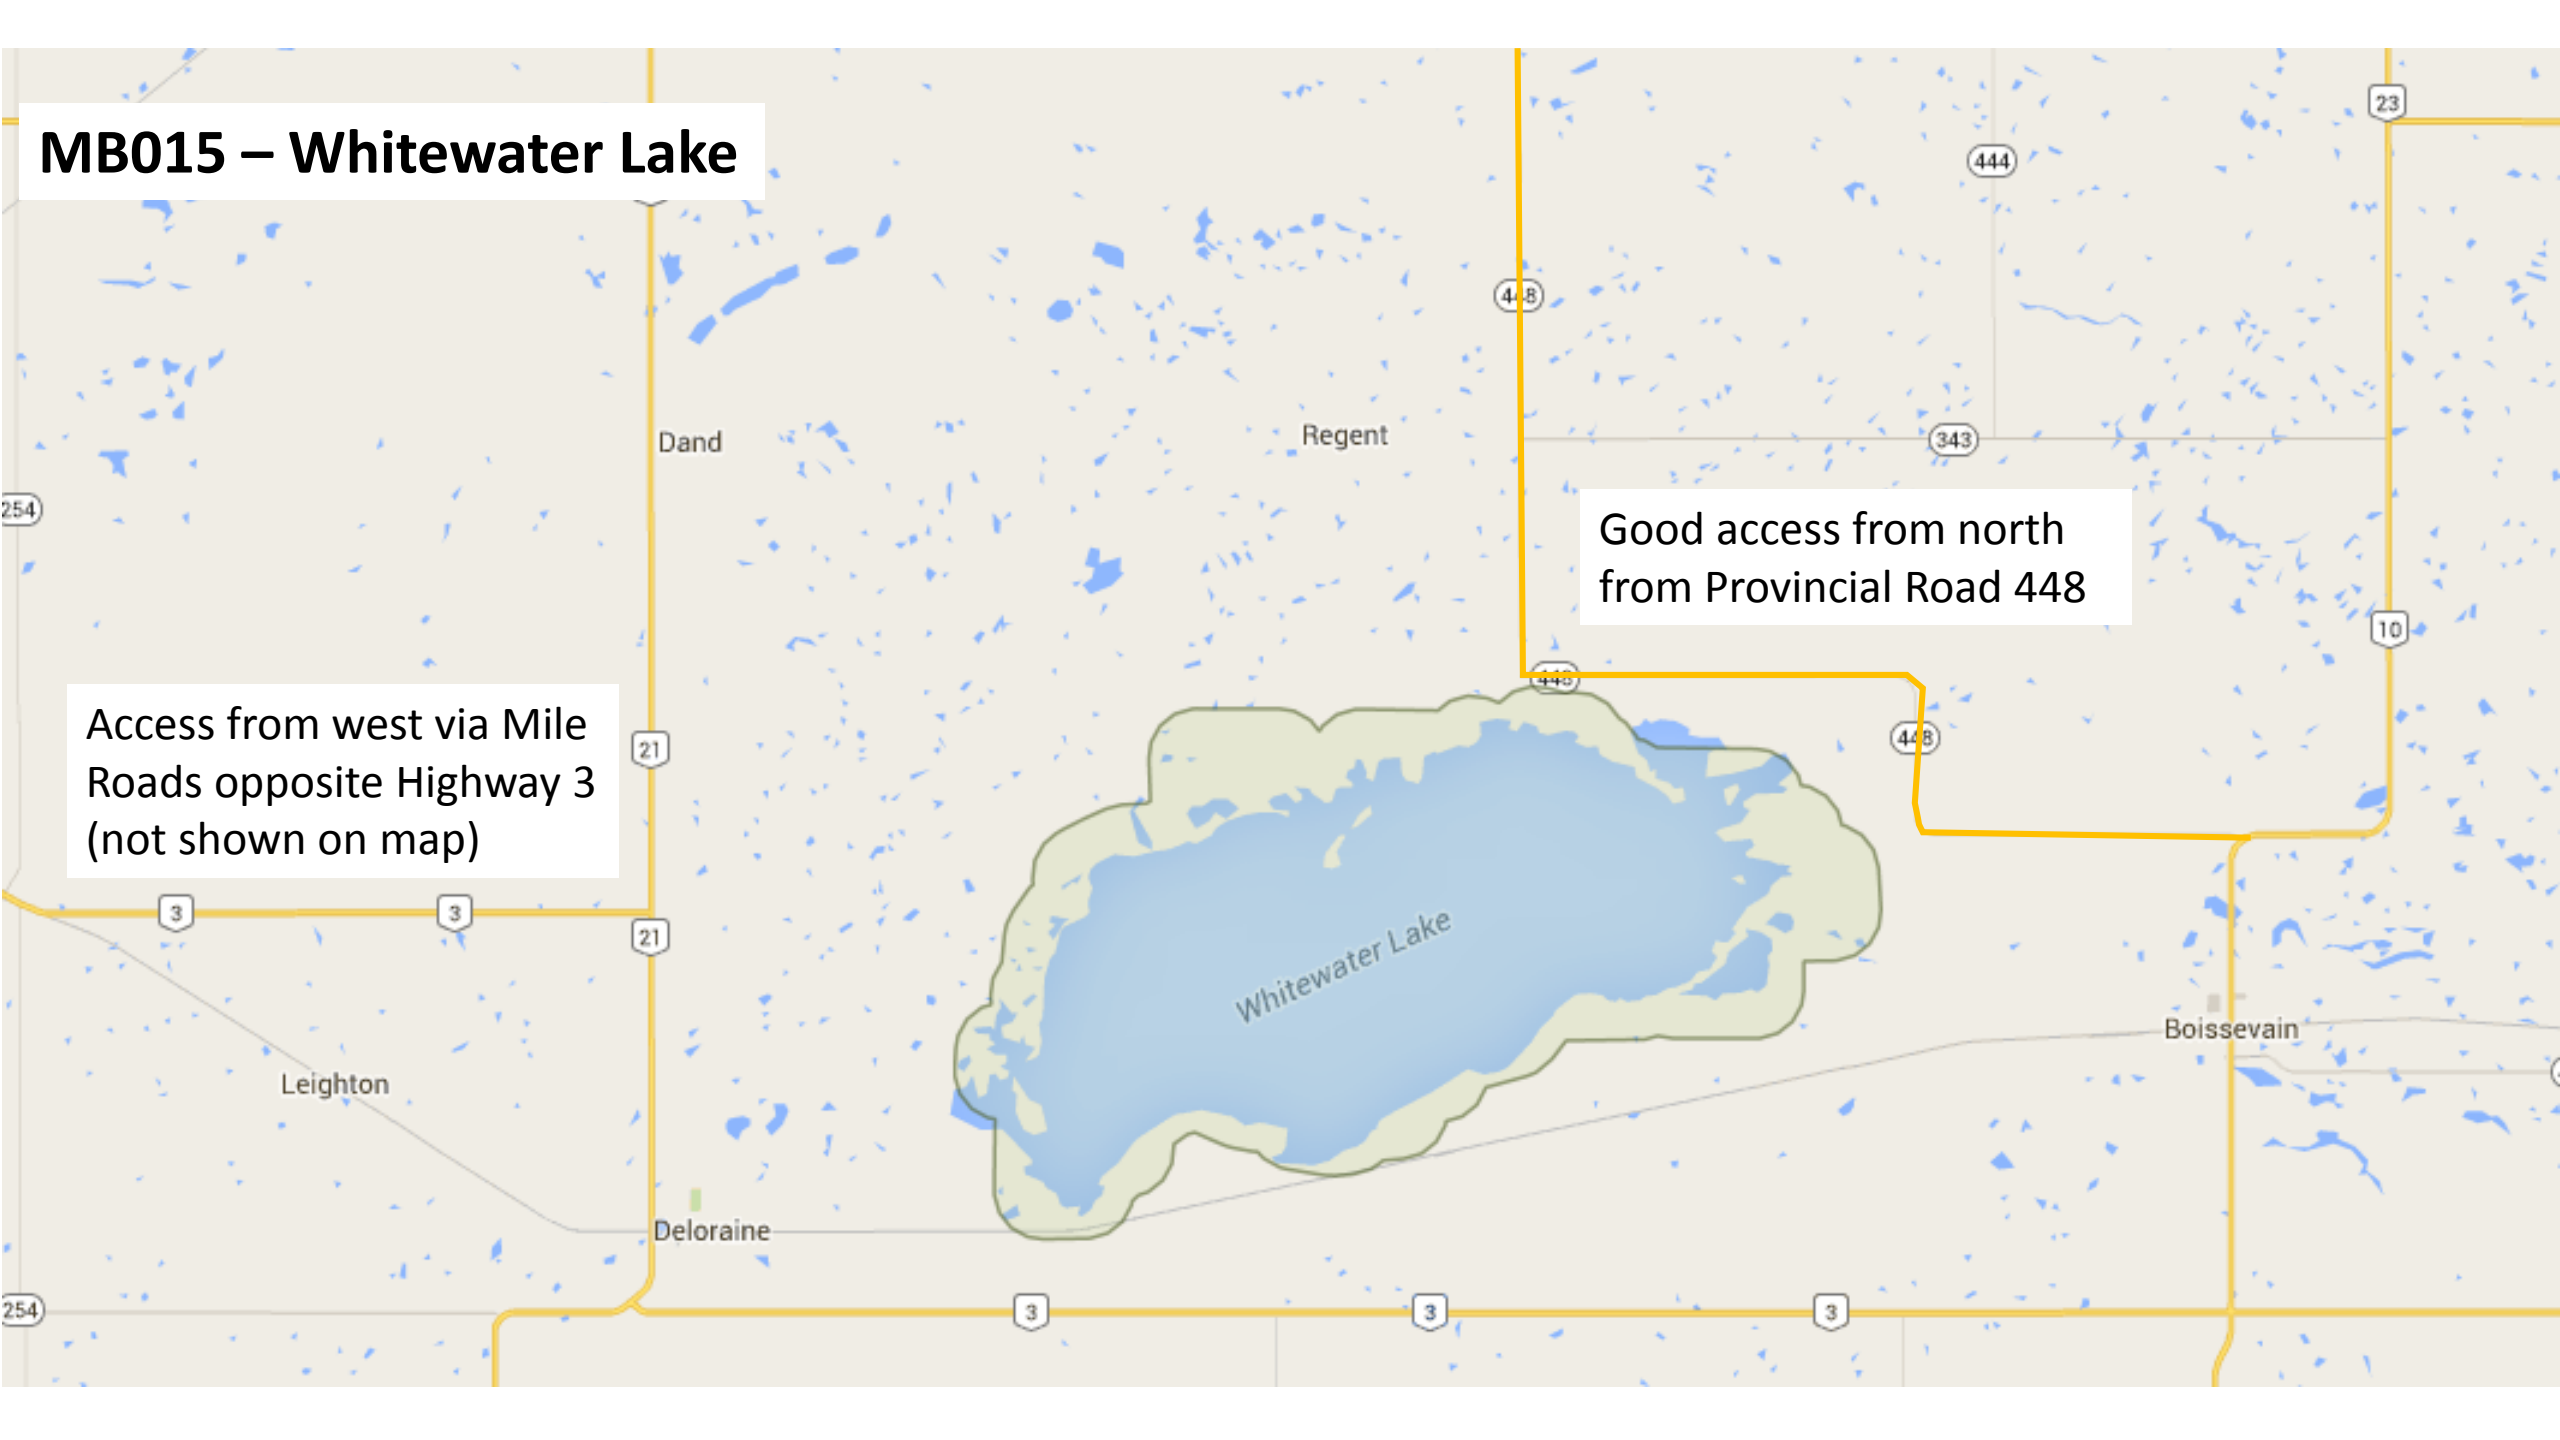 MB015 – Whitewater Lake
23
444
448
Dand
Regent
343
254
Good access from north
from Provincial Road 448
10
448
Access from west via Mile
Roads opposite Highway 3
(not shown on map)
21
448
3
3
21
Whitewater Lake
Boissevain
Leighton
Deloraine
254
3
3
3